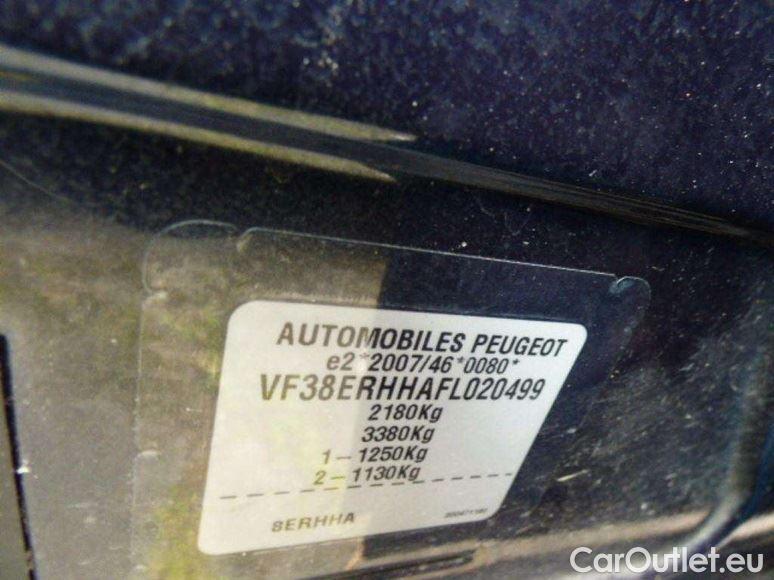 AUTOMOBILES PEUGEOT
e2*2007/46*0080*
VF38ERHHAFL020499
2180Kg
3380Kg
1-1250Kg
2-1130Kg
8ERHHA
CarOutlet.eu